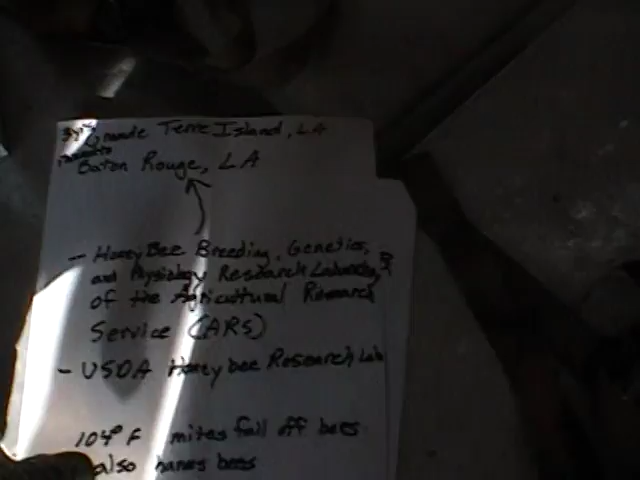 Grande Terre Island, LA
Baton Rouge, LA
- Honey Bee Breeding, Genetics,
and Physiology Research Laboratory
of the Agricultural Research
Service (ARS)
- USDA Honey bee Research Lab
104° F mites fall off bees
also harms bees